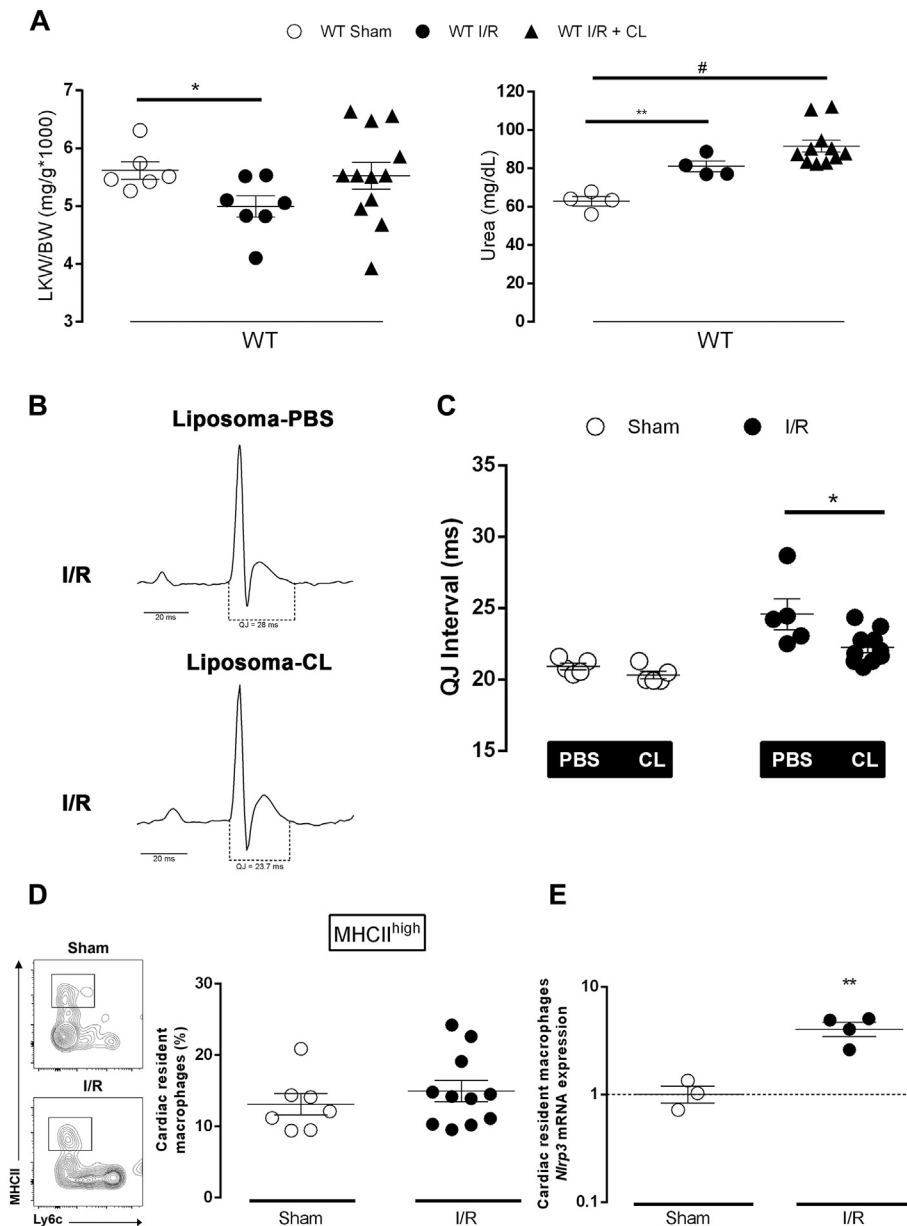 A
WT Sham WT I/R WT I/R + CL
LKW/BW (mg/g*1000)
7
6
5
4
3
*
WT
Urea (mg/dL)
120
100
80
60
40
20
0
#
**
WT
B
Liposoma-PBS
I/R
20 ms
QJ = 28 ms
Liposoma-CL
I/R
20 ms
QJ = 23.7 ms
C
Sham I/R
QJ Interval (ms)
35
30
25
20
15
*
PBS CL PBS CL
D
MHCIIhigh
Sham
I/R
MHCII
Ly6c
Cardiac resident
macrophages (%)
30
20
10
0
Sham I/R
E
Cardiac resident macrophages
Nlrp3 mRNA expression
10
1
0.1
**
Sham I/R